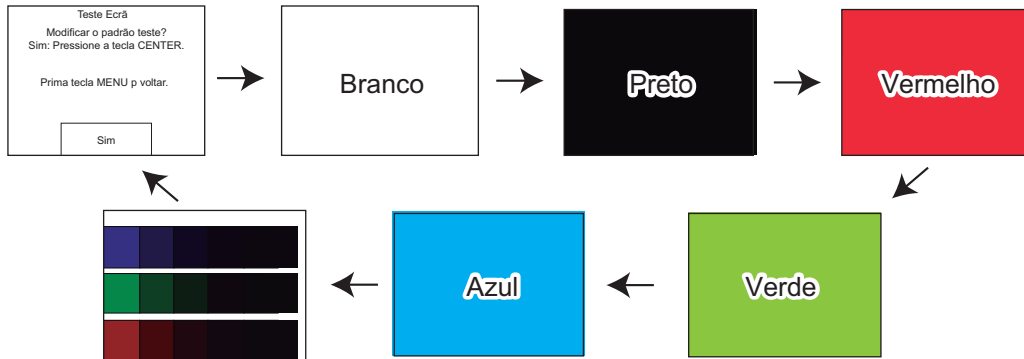 Teste Ecrã
Modificar o padrão teste?
Sim: Pressione a tecla CENTER.
Prima tecla MENU p voltar.
Sim
Branco
Preto
Vermelho
Verde
Azul